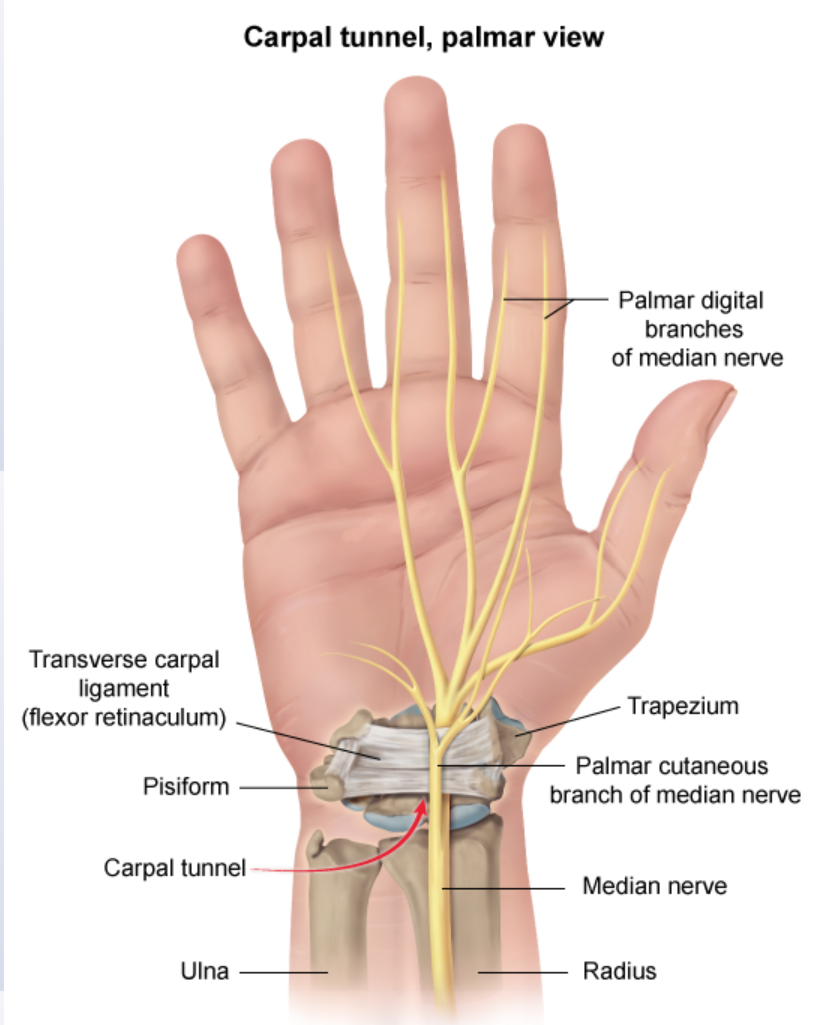 Carpal tunnel, palmar view
Palmar digital
branches
of median nerve
Transverse carpal
ligament
(flexor retinaculum)
Trapezium
Pisiform
Palmar cutaneous
branch of median nerve
Carpal tunnel
Median nerve
Ulna
Radius